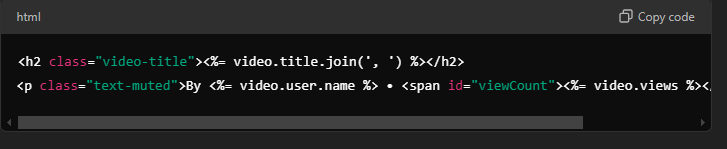 html
Copy code
<h2 class="video-title"><%= video.title.join(', ') %></h2>
<p class="text-muted">By <%= video.user.name %> • <span id="viewCount"><%= video.views %></